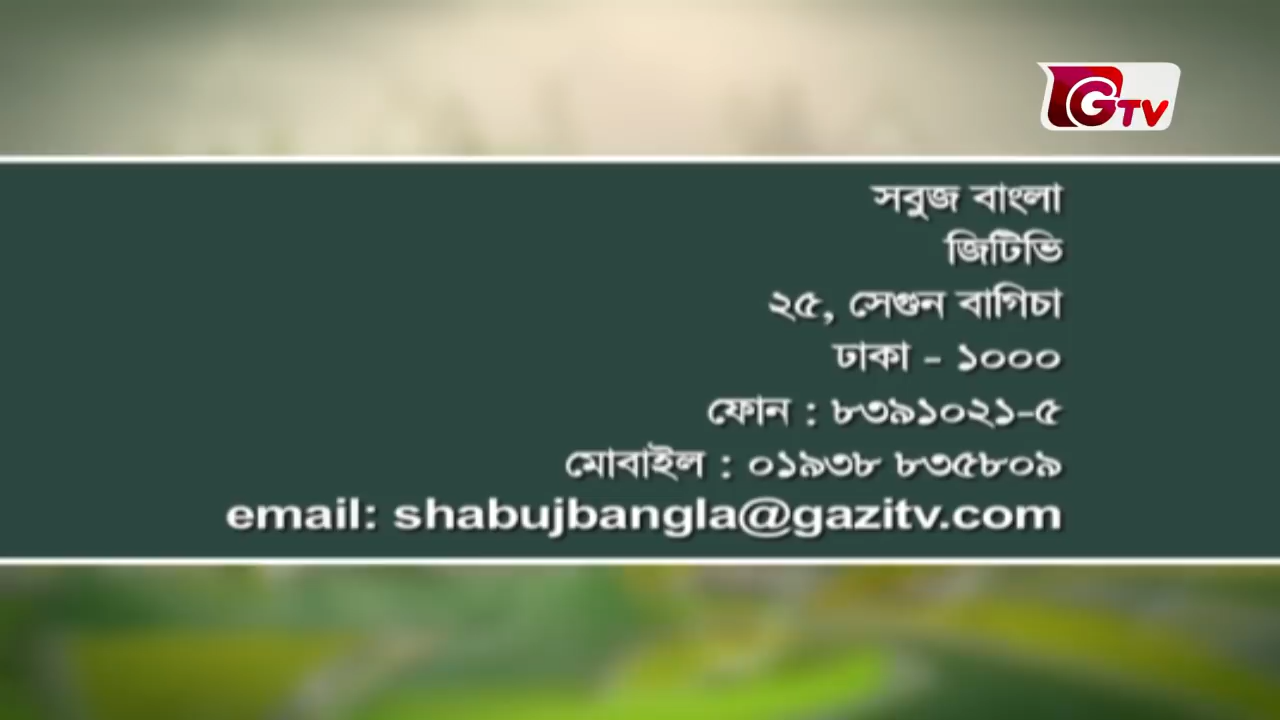 GTV
সবুজ বাংলা
জিটিভি
২৫, সেগুন বাগিচা
ঢাকা - ১০০০
ফোন : ৮৩৯১০২১-৫
মোবাইল : ০১৯৩৮ ৮৩৫৮০৯
email: shabujbangla@gazitv.com